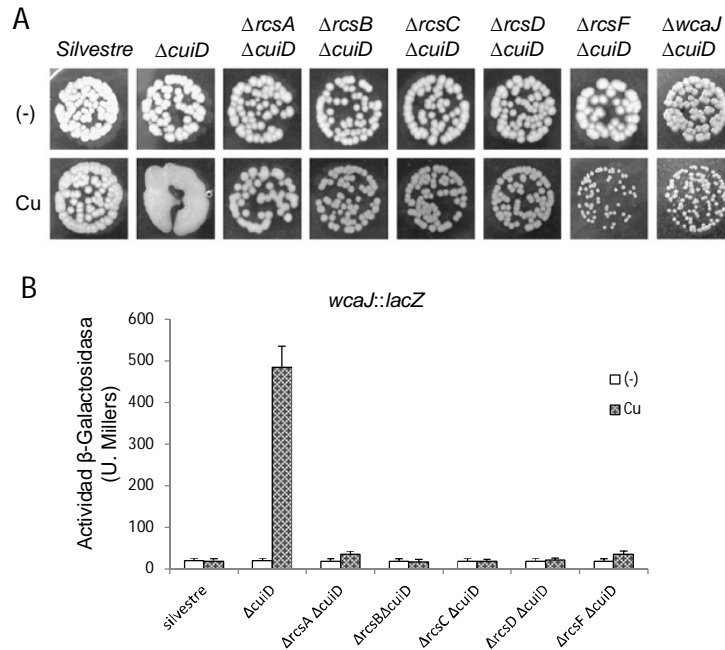 A
Silvestre ΔcuiD ΔrcsA ΔcuiD ΔrcsB ΔcuiD ΔrcsC ΔcuiD ΔrcsD ΔcuiD ΔrcsF ΔcuiD ΔwcaJ ΔcuiD
(-)
Cu
B
wcaJ::lacZ
Actividad β-Galactosidasa
(U. Millers)
600
500
400
300
200
100
0
(-)
Cu
silvestre
ΔcuiD
ΔrcsA ΔcuiD
ΔrcsBΔcuiD
ΔrcsC ΔcuiD
ΔrcsD ΔcuiD
ΔrcsF ΔcuiD